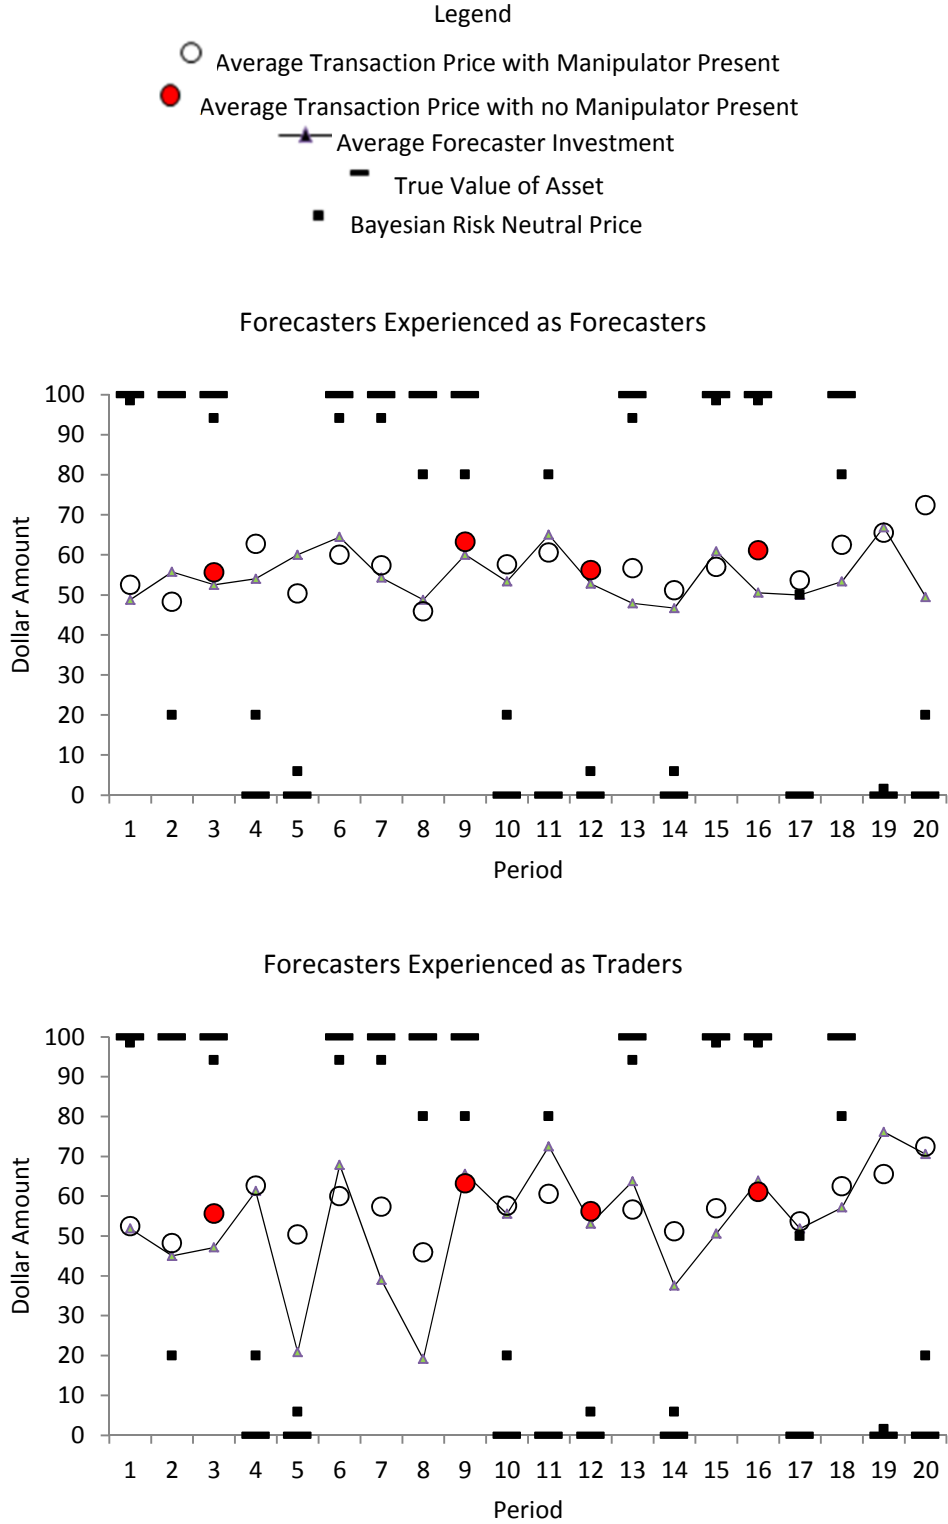 Legend
Average Transaction Price with Manipulator Present
Average Transaction Price with no Manipulator Present
Average Forecaster Investment
True Value of Asset
Bayesian Risk Neutral Price
Forecasters Experienced as Forecasters
100
90
80
70
60
50
40
30
20
10
0
Dollar Amount
1 2 3 4 5 6 7 8 9 10 11 12 13 14 15 16 17 18 19 20
Period
Forecasters Experienced as Traders
100
90
80
70
60
50
40
30
20
10
0
Dollar Amount
1 2 3 4 5 6 7 8 9 10 11 12 13 14 15 16 17 18 19 20
Period